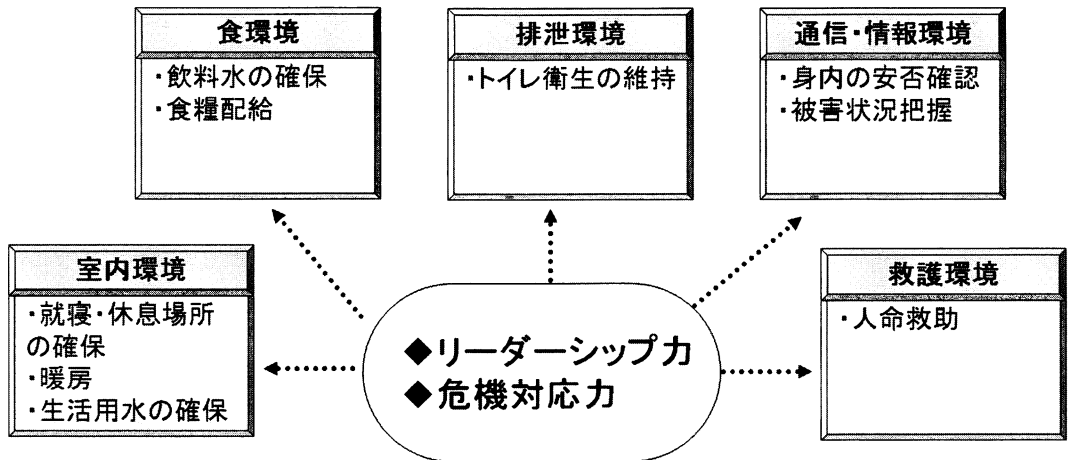 食環境
・飲料水の確保
・食糧配給
排泄環境
・トイレ衛生の維持
通信・情報環境
・身内の安否確認
・被害状況把握
室内環境
・就寝・休息場所
の確保
・暖房
・生活用水の確保
◆リーダーシップ力
◆危機対応力
救護環境
・人命救助